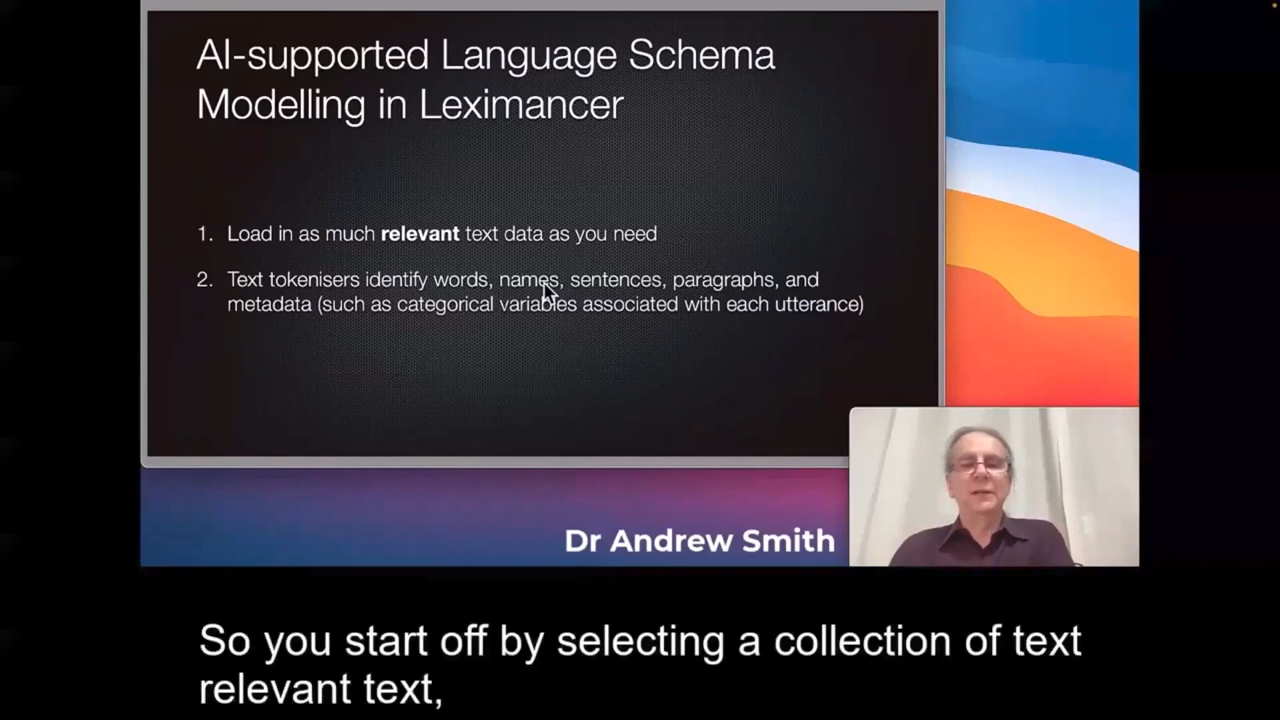 AI-supported Language Schema
Modelling in Leximancer
1. Load in as much relevant text data as you need
2. Text tokenisers identify words, names, sentences, paragraphs, and
metadata (such as categorical variables associated with each utterance)
Dr Andrew Smith
So you start off by selecting a collection of text
relevant text,